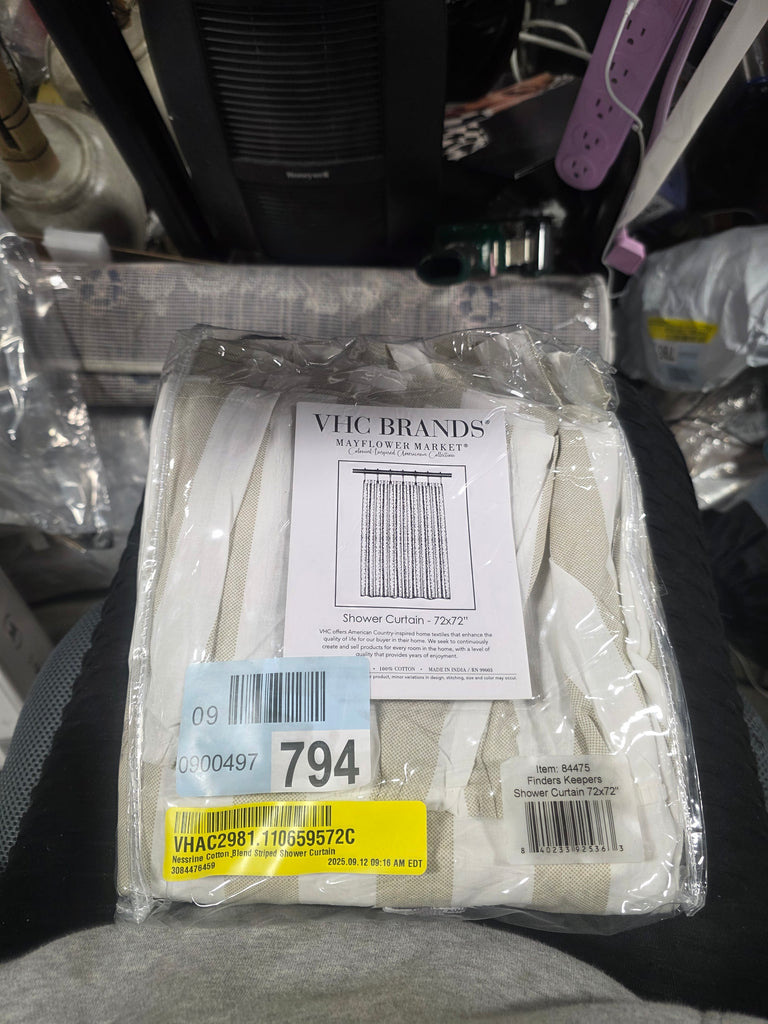 Honeywell
VHC BRANDS®
MAYFLOWER MARKET®
Colonial Inspired Americana Collection
Shower Curtain - 72x72"
VHC offers American Country-inspired home textiles that enhance the
quality of life for our buyer in their home. We seek to continuously
create and sell products for every room in the home, with a level of
quality that provides years of enjoyment.
• 100% COTTON • MADE IN INDIA / RN 99005
product, minor variations in design, stitching, size and color may occur.
09
0900497
794
VHAC2981.110659572C
Nessrine Cotton Blend Striped Shower Curtain
3084476459
2025.09.12 09:16 AM EDT
Item: 84475
Finders Keepers
Shower Curtain 72x72"
8 40233 92536 3